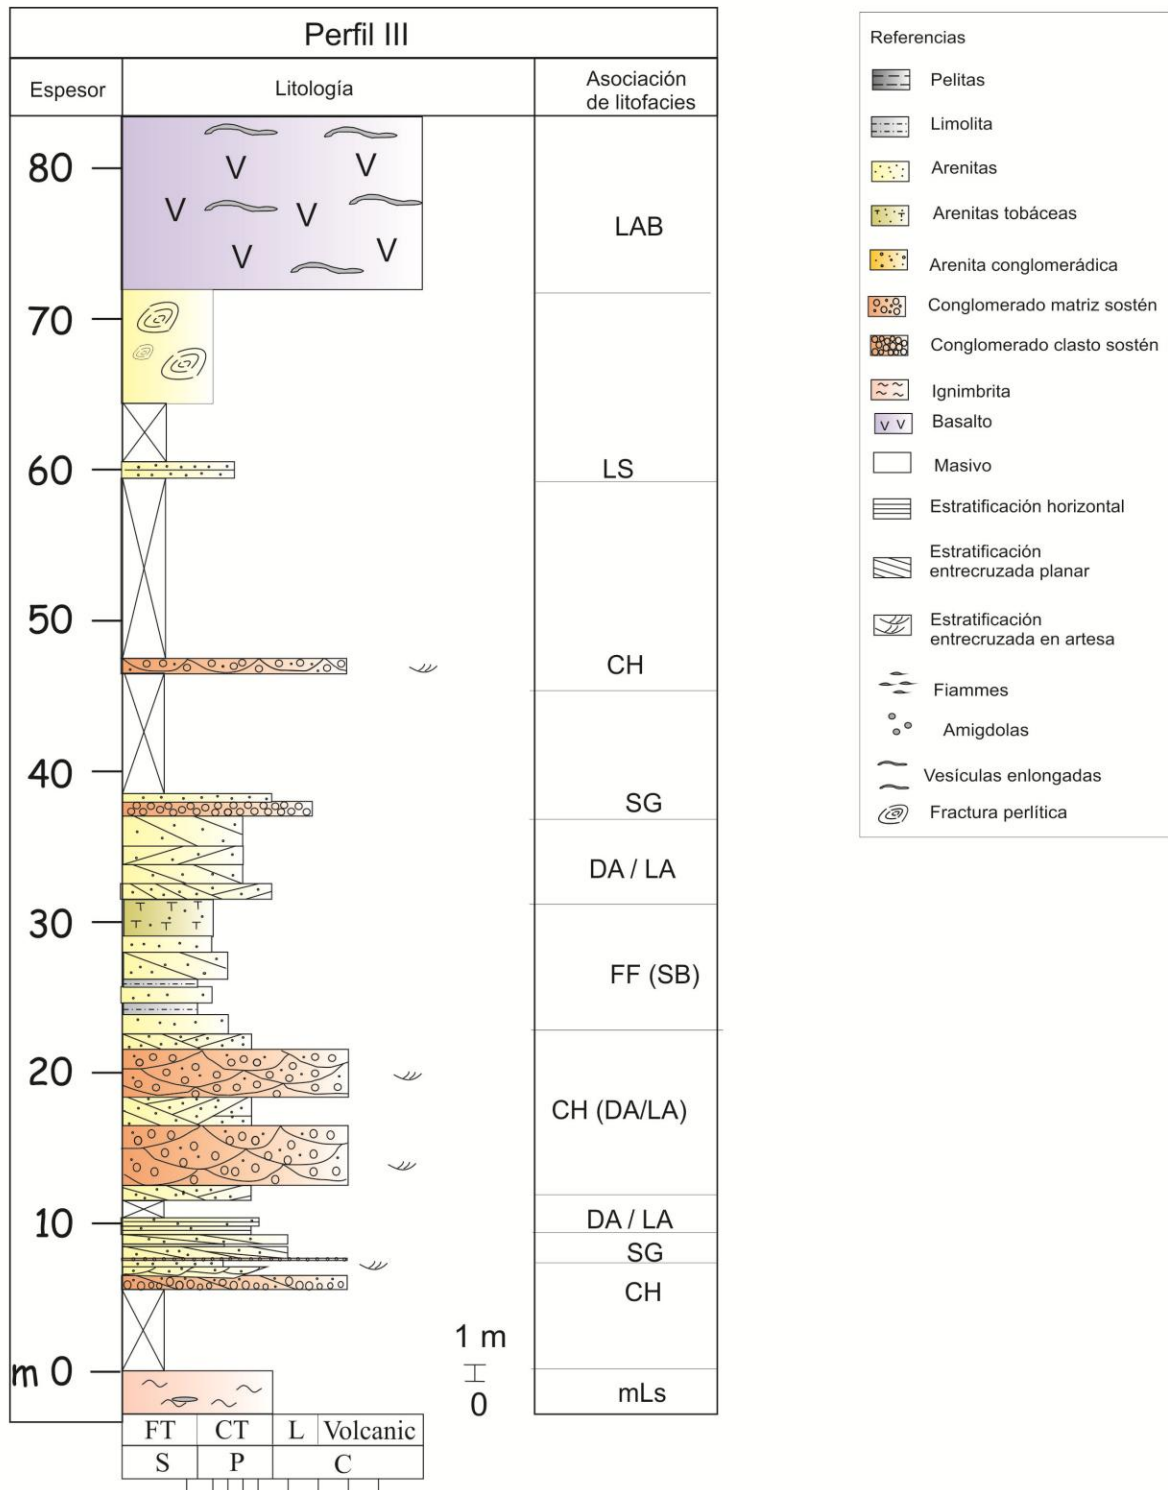 Perfil III
Espesor
Litología
Asociación
de litofacies
80
70
60
50
40
30
20
10
m 0
LAB
LS
CH
SG
DA / LA
FF (SB)
CH (DA/LA)
DA / LA
SG
CH
mLs
V V
V V
V V
T T T
T T T
1 m
0
FT CT L Volcanic
S P C
Referencias
Pelitas
Limolita
Arenitas
Arenitas tobáceas
Arenita conglomerádica
Conglomerado matriz sostén
Conglomerado clasto sostén
Ignimbrita
V V Basalto
Masivo
Estratificación horizontal
Estratificación
entrecruzada planar
Estratificación
entrecruzada en artesa
Fiammes
Amigdolas
Vesículas enlongadas
Fractura perlítica